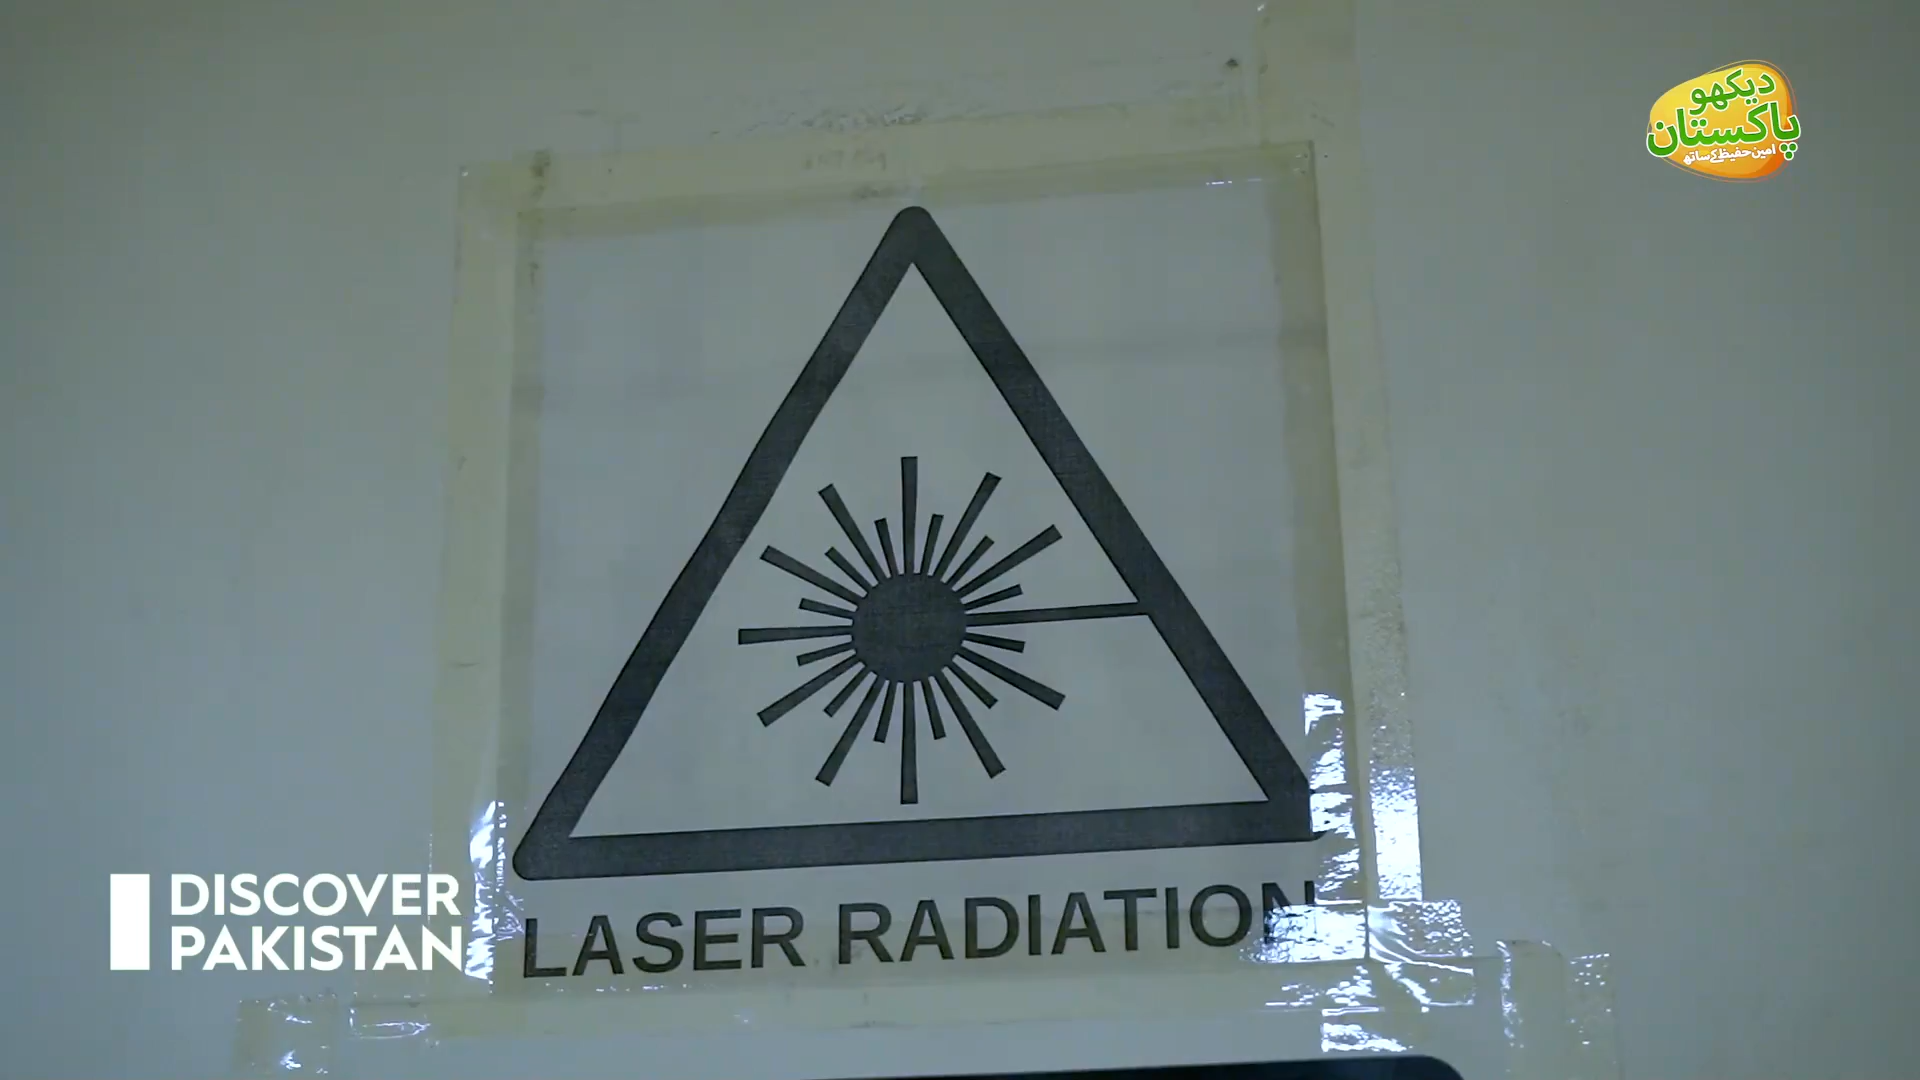 دیکھو
پاکستان
امین حفیظ کے ساتھ
LASER RADIATION
DISCOVER
PAKISTAN